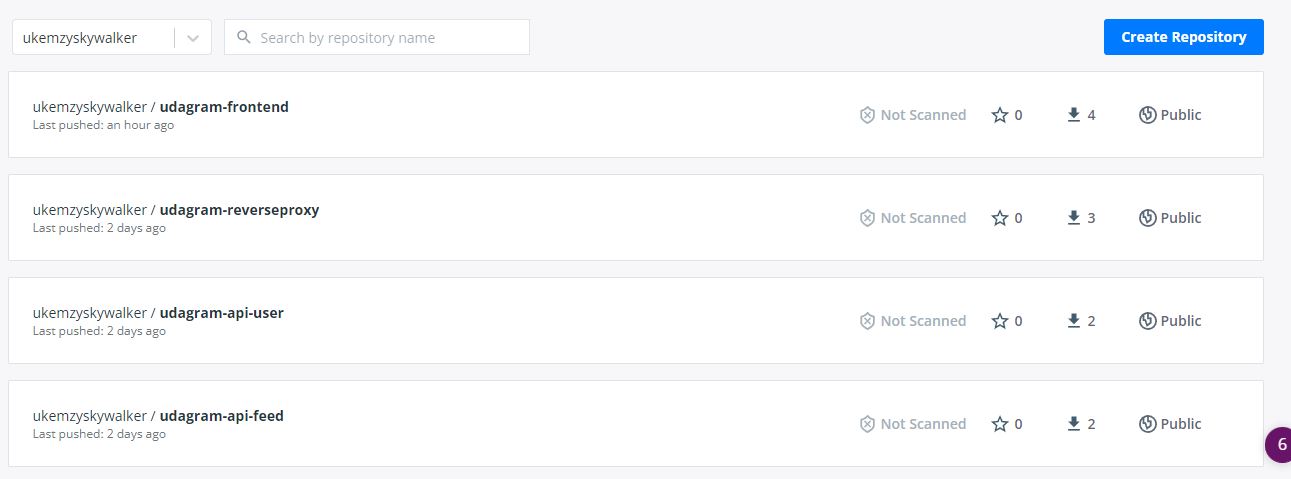 ukemzyskywalker
Search by repository name
Create Repository
ukemzyskywalker / udagram-frontend
Last pushed: an hour ago
Not Scanned 0 4 Public
ukemzyskywalker / udagram-reverseproxy
Last pushed: 2 days ago
Not Scanned 0 3 Public
ukemzyskywalker / udagram-api-user
Last pushed: 2 days ago
Not Scanned 0 2 Public
ukemzyskywalker / udagram-api-feed
Last pushed: 2 days ago
Not Scanned 0 2 Public
6